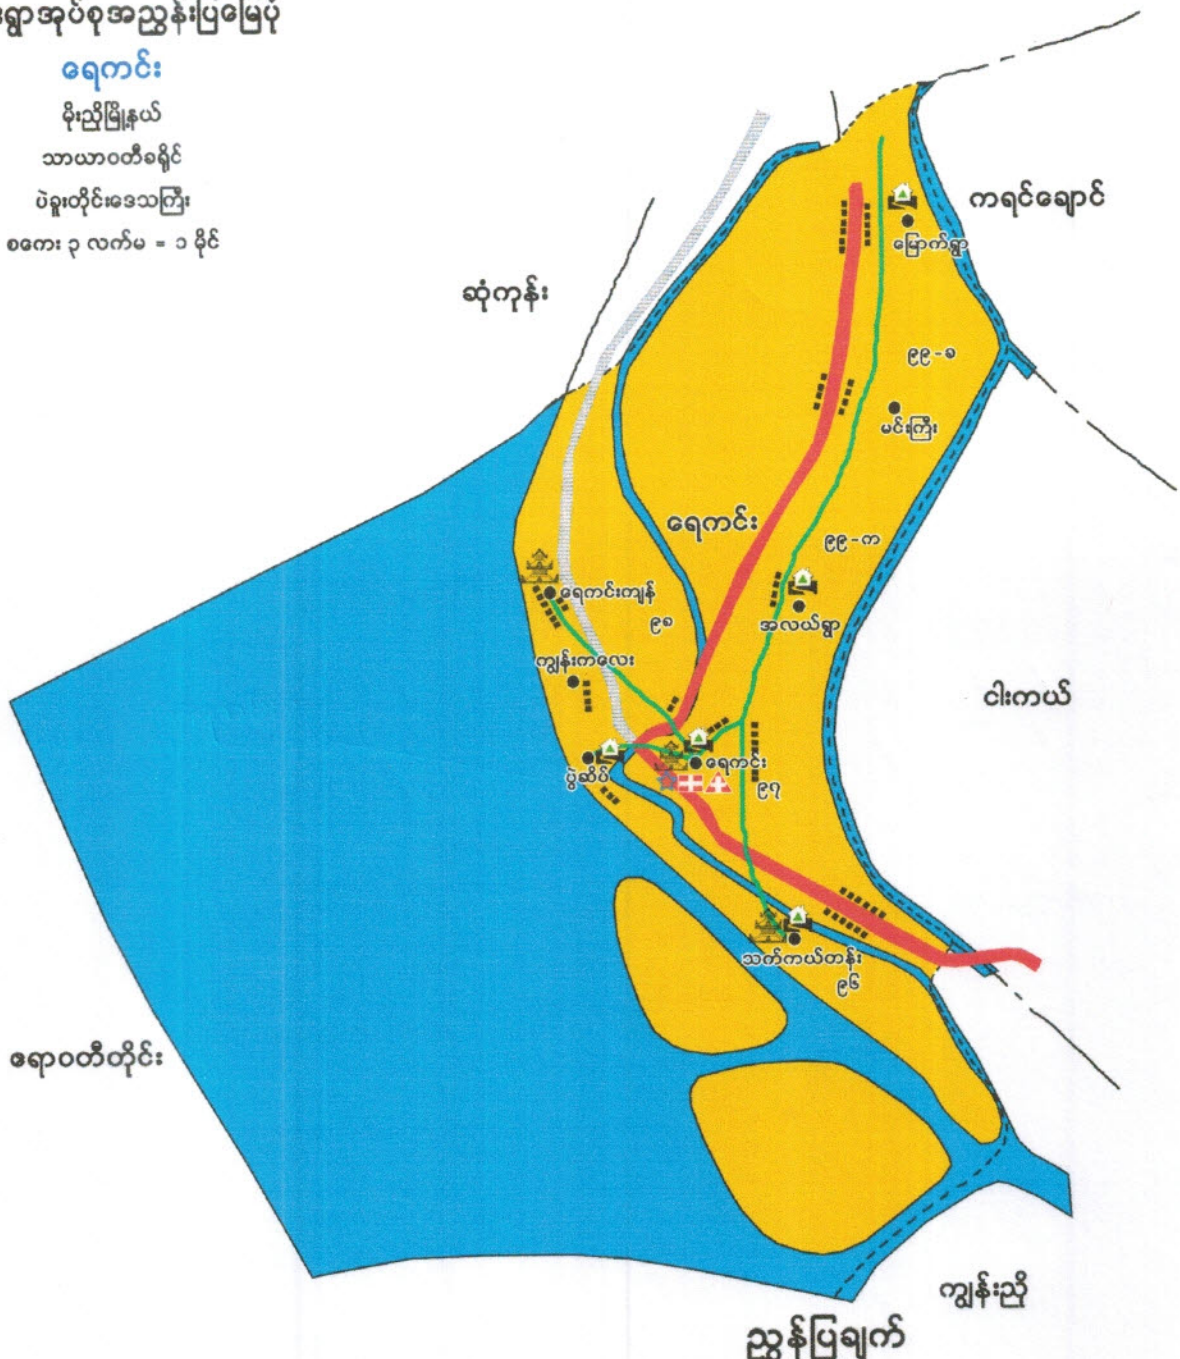 ရွာအုပ်စုအညွှန်းပြမြေပုံ
ရေကင်း
မိုးညိုမြို့နယ်
သာယာဝတီခရိုင်
ပဲခူးတိုင်းဒေသကြီး
စကေး ၃ လက်မ = ၁ မိုင်
ကရင်ချောင်
မြောက်ရွာ
ဆုံကုန်း
၉၉-ခ
မင်းကြီး
ရေကင်း
၉၉-က
ရေကင်းကျန်
၉၈
အလယ်ရွာ
ကျွန်းကလေး
ငါးကယ်
ရေကင်း
ပွဲဆိပ်
၉၇
သက်ကယ်တန်း
၉၆
ဧရာဝတီတိုင်း
ကျွန်းညို
ညွှန်ပြချက်